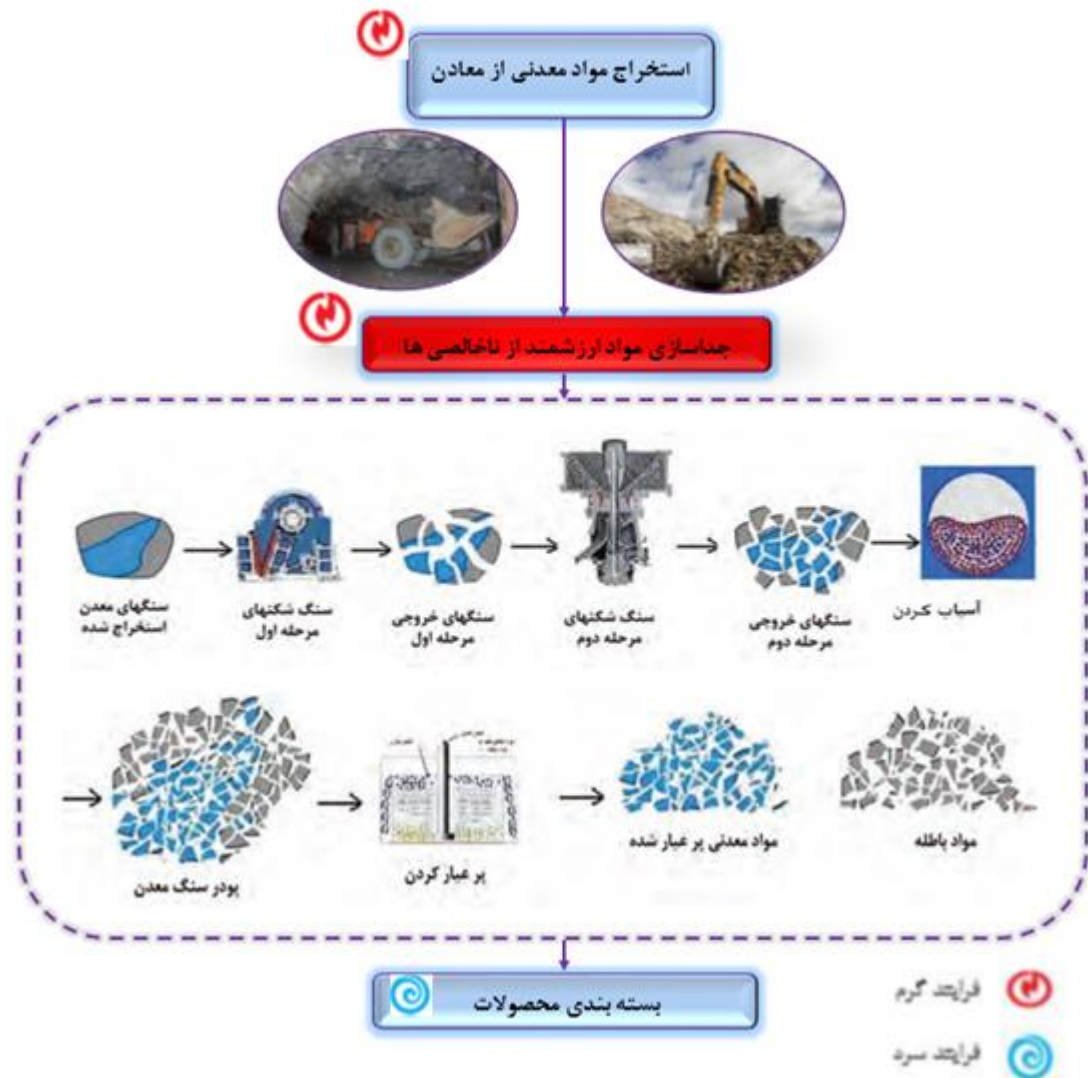 استخراج مواد معدنی از معادن
جداسازی مواد ارزشمند از ناخالصی ها
سنگهای معدن
استخراج شده
سنگ شکنهای
مرحله اول
سنگهای خروجی
مرحله اول
سنگ شکنهای
مرحله دوم
سنگهای خروجی
مرحله دوم
آسیاب کردن
پودر سنگ معدن
پر عیار کردن
مواد معدنی پر عیار شده
مواد باطله
بسته بندی محصولات
فرایند گرم
فرایند سرد